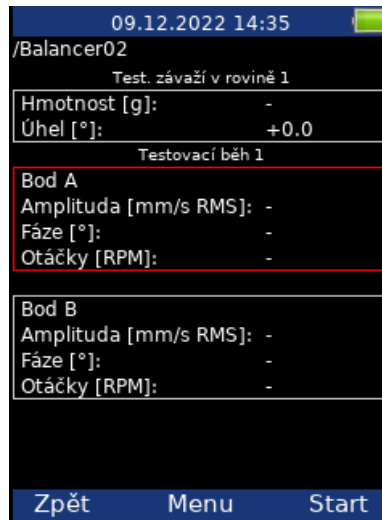 09.12.2022 14:35
/Balancer02
Test. závaží v rovině 1
Hmotnost [g]: -
Úhel [°]: +0.0
Testovací běh 1
Bod A
Amplituda [mm/s RMS]: -
Fáze [°]: -
Otáčky [RPM]: -
Bod B
Amplituda [mm/s RMS]: -
Fáze [°]: -
Otáčky [RPM]: -
Zpět Menu Start